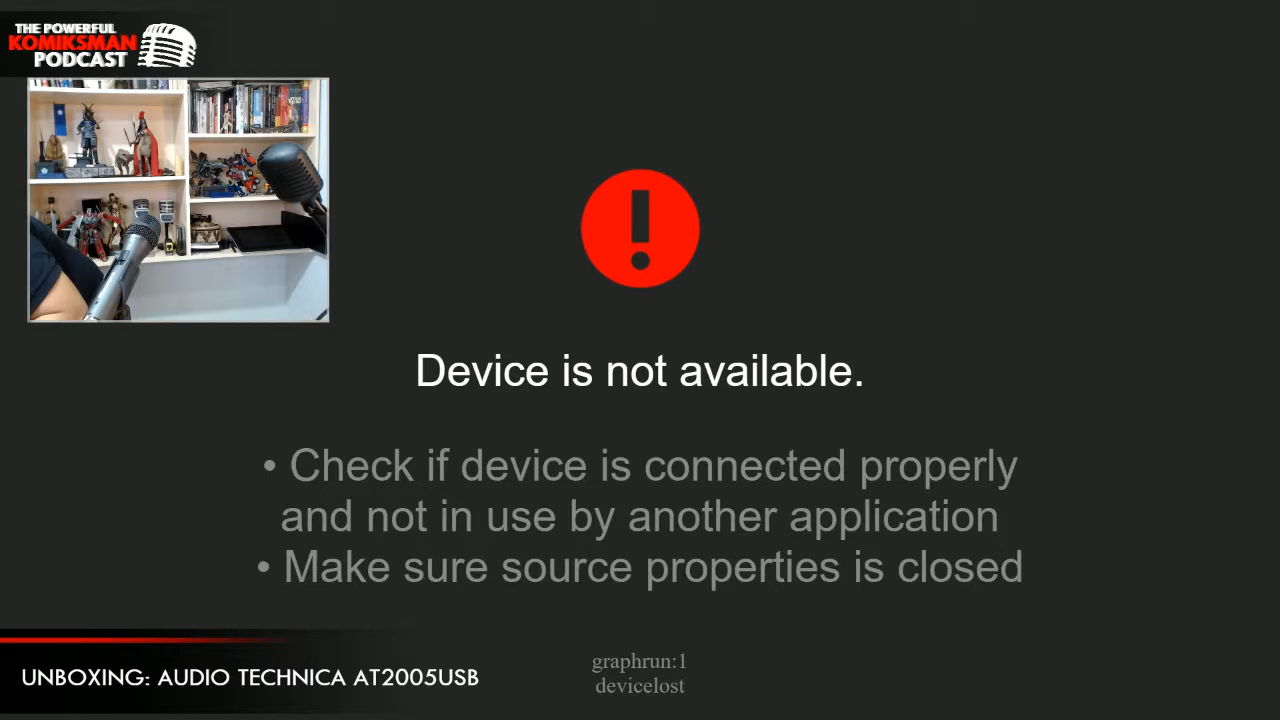 THE POWERFUL
KOMIKSMAN
PODCAST
Device is not available.
• Check if device is connected properly
and not in use by another application
• Make sure source properties is closed
graphrun:1
devicelost
UNBOXING: AUDIO TECHNICA AT2005USB